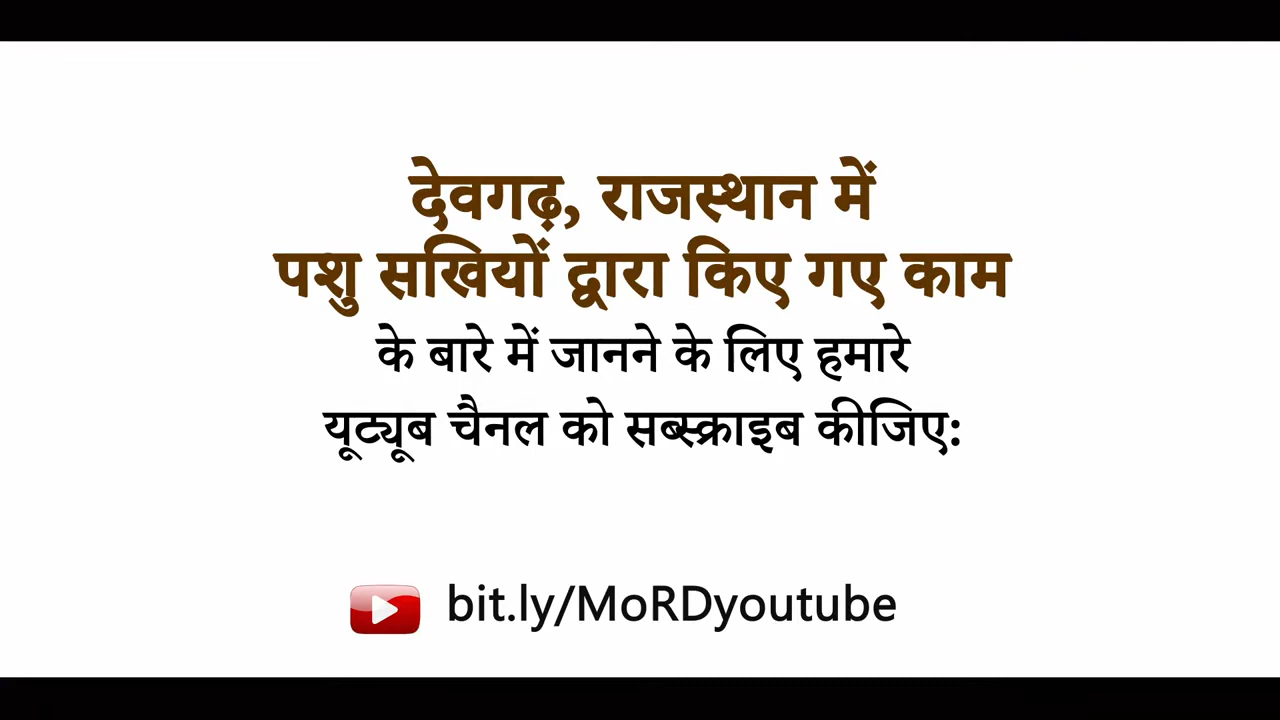 देवगढ़, राजस्थान में
पशु सखियों द्वारा किए गए काम
के बारे में जानने के लिए हमारे
यूट्यूब चैनल को सब्स्क्राइब कीजिए:
bit.ly/MoRDyoutube